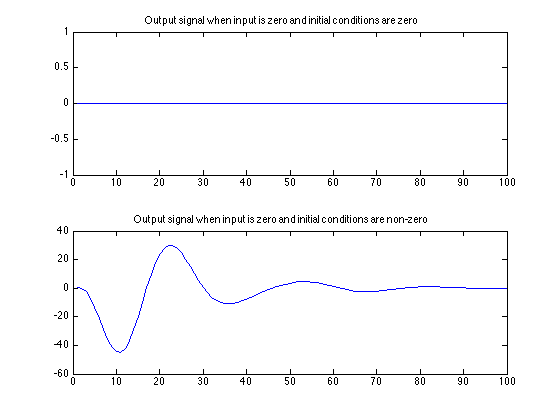 Output signal when input is zero and initial conditions are zero
1
0.5
0
-0.5
-1
0 10 20 30 40 50 60 70 80 90 100
Output signal when input is zero and initial conditions are non-zero
40
20
0
-20
-40
-60
0 10 20 30 40 50 60 70 80 90 100